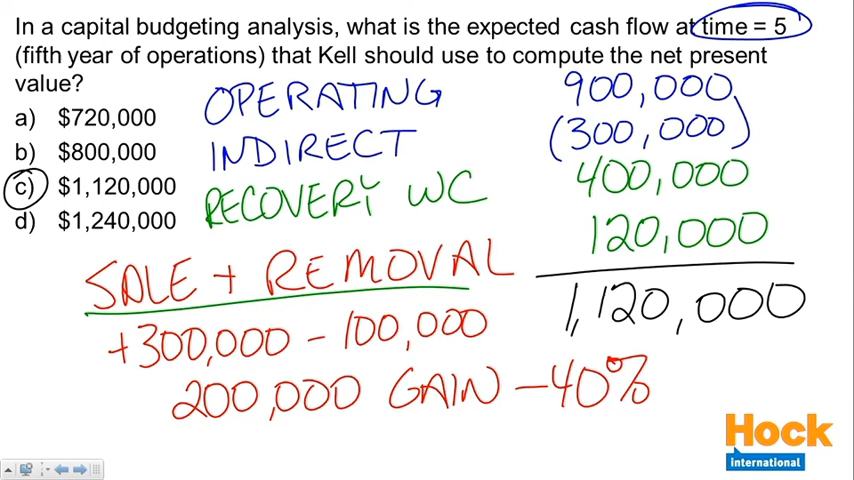 In a capital budgeting analysis, what is the expected cash flow at time = 5
(fifth year of operations) that Kell should use to compute the net present
value?
a) $720,000
b) $800,000
c) $1,120,000
d) $1,240,000
OPERATING 900,000
INDIRECT (300,000)
RECOVERY WC 400,000
120,000
SALE + REMOVAL
1,120,000
+300,000 - 100,000
200,000 GAIN - 40%
Hock
international